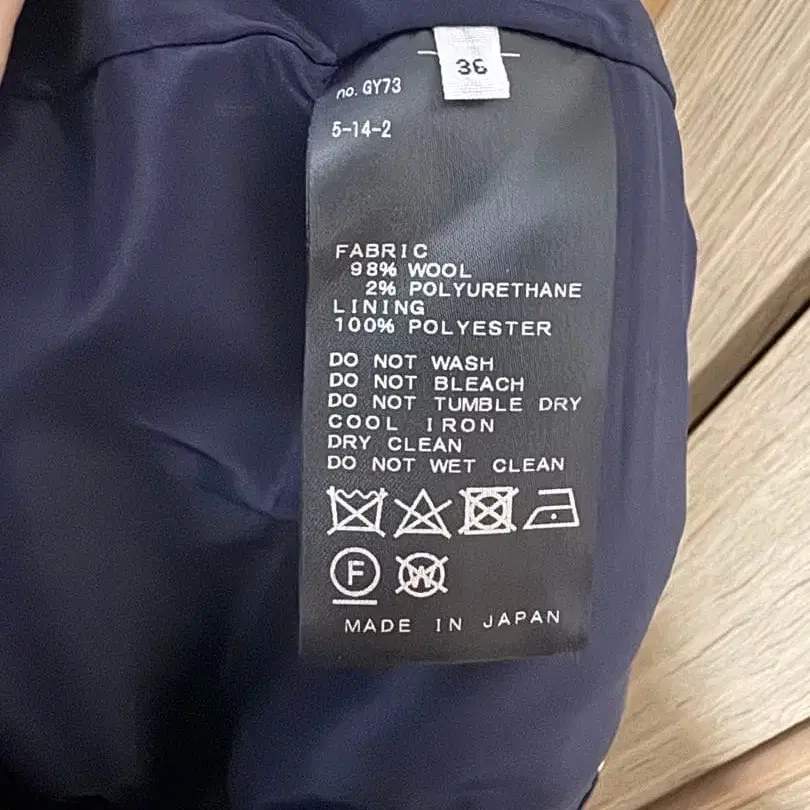 36
no. GY73
5-14-2
FABRIC
98% WOOL
2% POLYURETHANE
LINING
100% POLYESTER
DO NOT WASH
DO NOT BLEACH
DO NOT TUMBLE DRY
COOL IRON
DRY CLEAN
DO NOT WET CLEAN
F W
MADE IN JAPAN